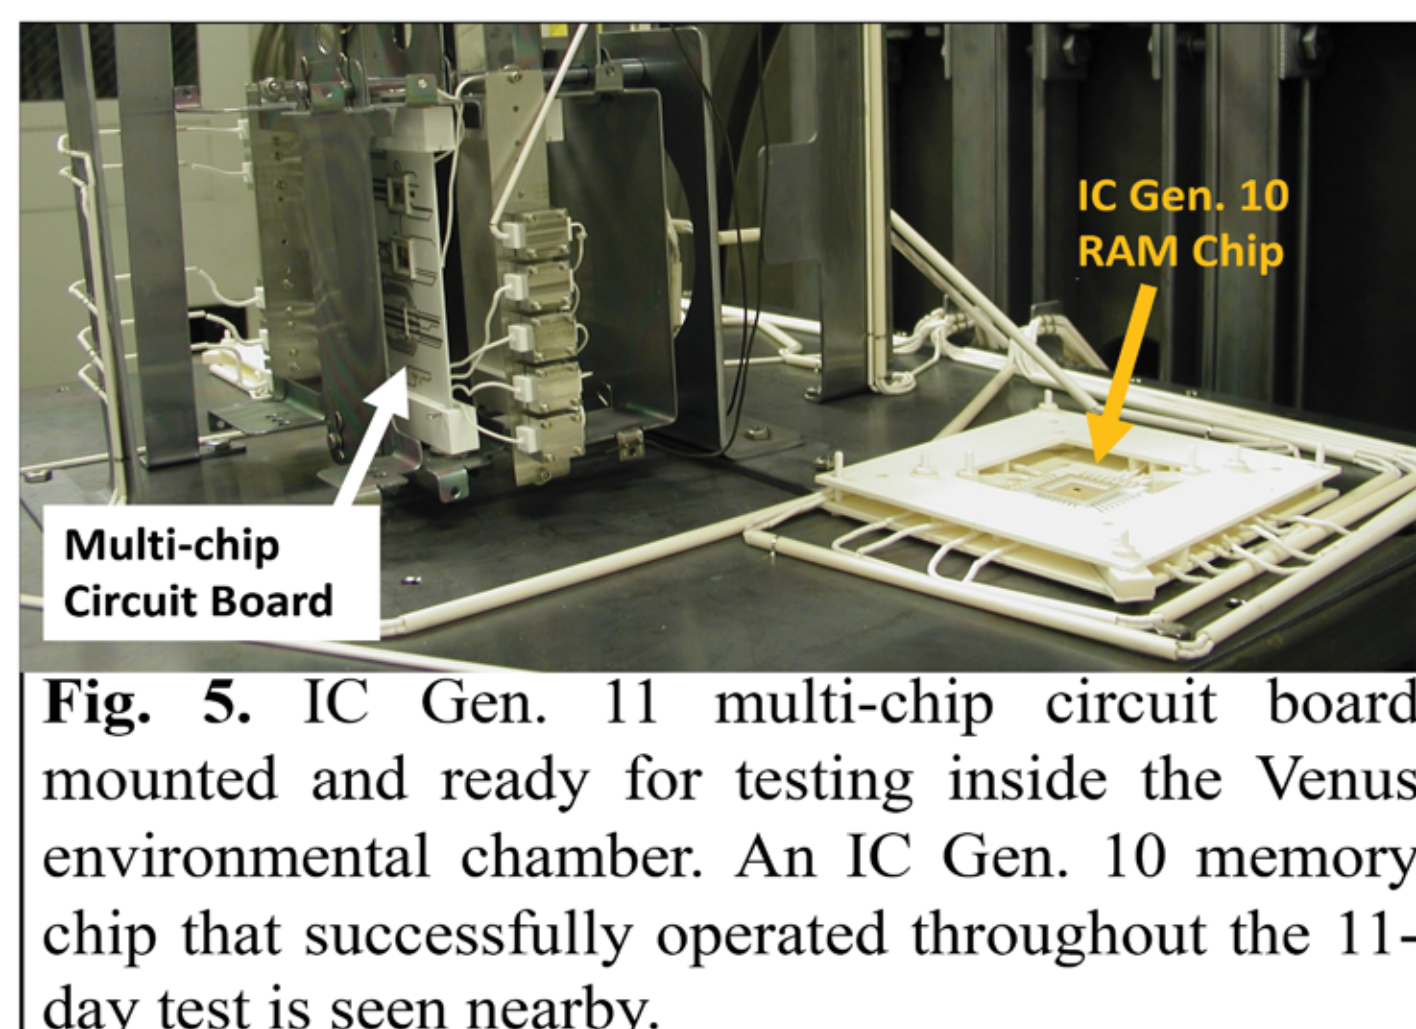 IC Gen. 10
RAM Chip
Multi-chip
Circuit Board
Fig. 5. IC Gen. 11 multi-chip circuit board
mounted and ready for testing inside the Venus
environmental chamber. An IC Gen. 10 memory
chip that successfully operated throughout the 11-
day test is seen nearby.